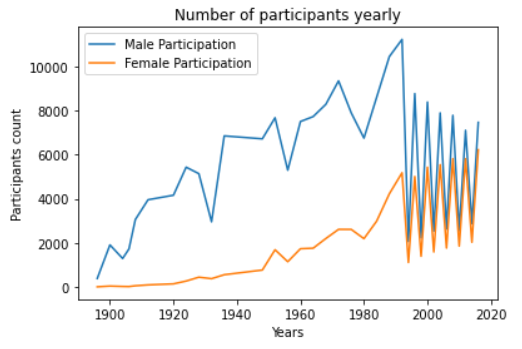 Number of participants yearly
Male Participation
Female Participation
10000
8000
6000
4000
2000
0
Participants count
1900
1920
1940
1960
1980
2000
2020
Years